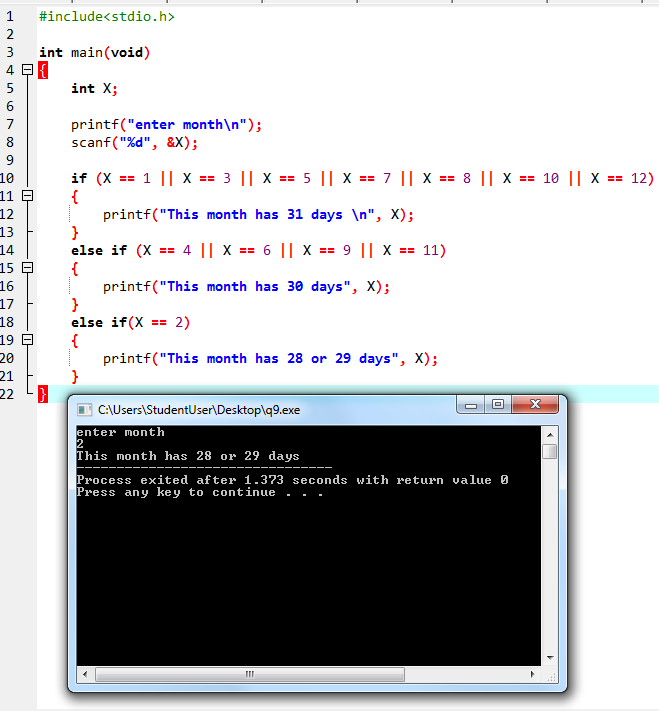 1 #include<stdio.h>
2
3 int main(void)
4 {
5 int X;
6
7 printf("enter month\n");
8 scanf("%d", &X);
9
10 if (X == 1 || X == 3 || X == 5 || X == 7 || X == 8 || X == 10 || X == 12)
11 {
12 printf("This month has 31 days \n", X);
13 }
14 else if (X == 4 || X == 6 || X == 9 || X == 11)
15 {
16 printf("This month has 30 days", X);
17 }
18 else if(X == 2)
19 {
20 printf("This month has 28 or 29 days", X);
21 }
22 }
C:\Users\StudentUser\Desktop\q9.exe
enter month
2
This month has 28 or 29 days
--------------------------------
Process exited after 1.373 seconds with return value 0
Press any key to continue . . .